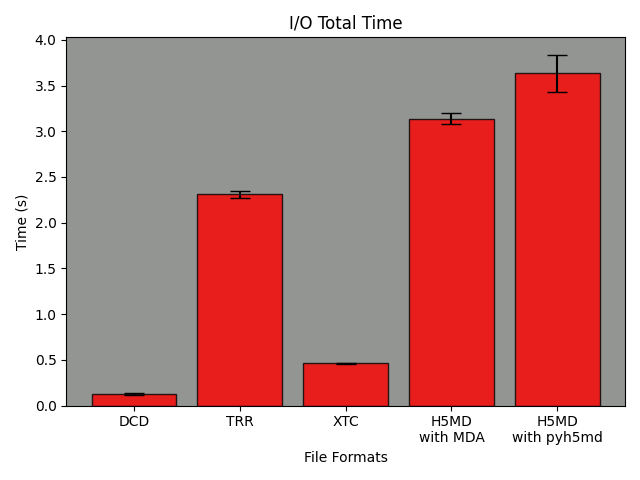 I/O Total Time
Time (s)
4.0
3.5
3.0
2.5
2.0
1.5
1.0
0.5
0.0
DCD
TRR
XTC
H5MD
with MDA
H5MD
with pyh5md
File Formats